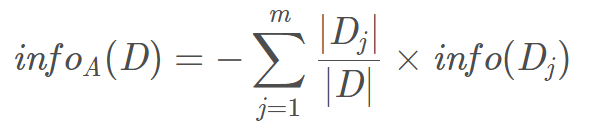 info_A(D) = -\sum_{j=1}^{m} \frac{|D_j|}{|D|} \times info(D_j)